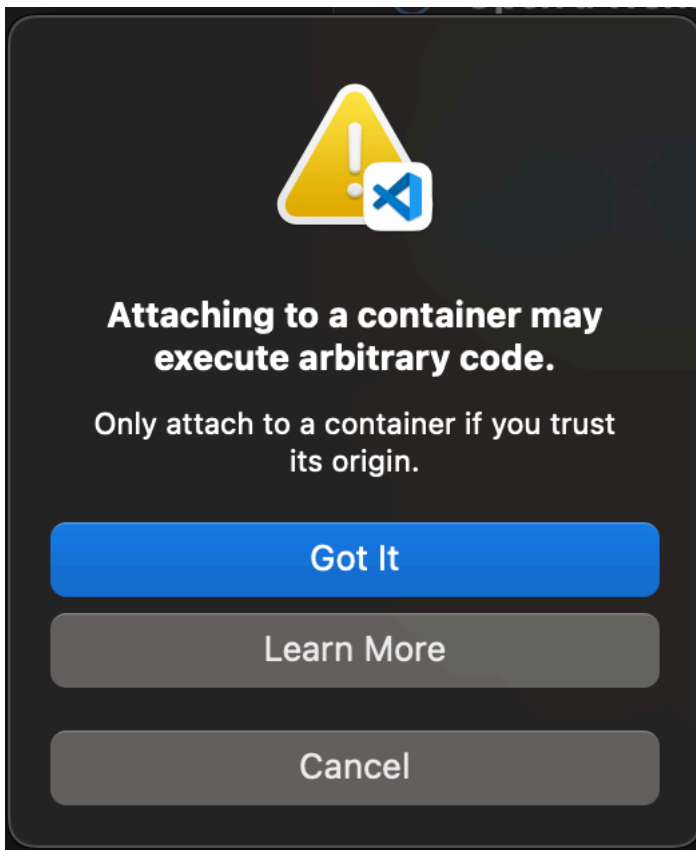 Attaching to a container may
execute arbitrary code.
Only attach to a container if you trust
its origin.
Got It
Learn More
Cancel